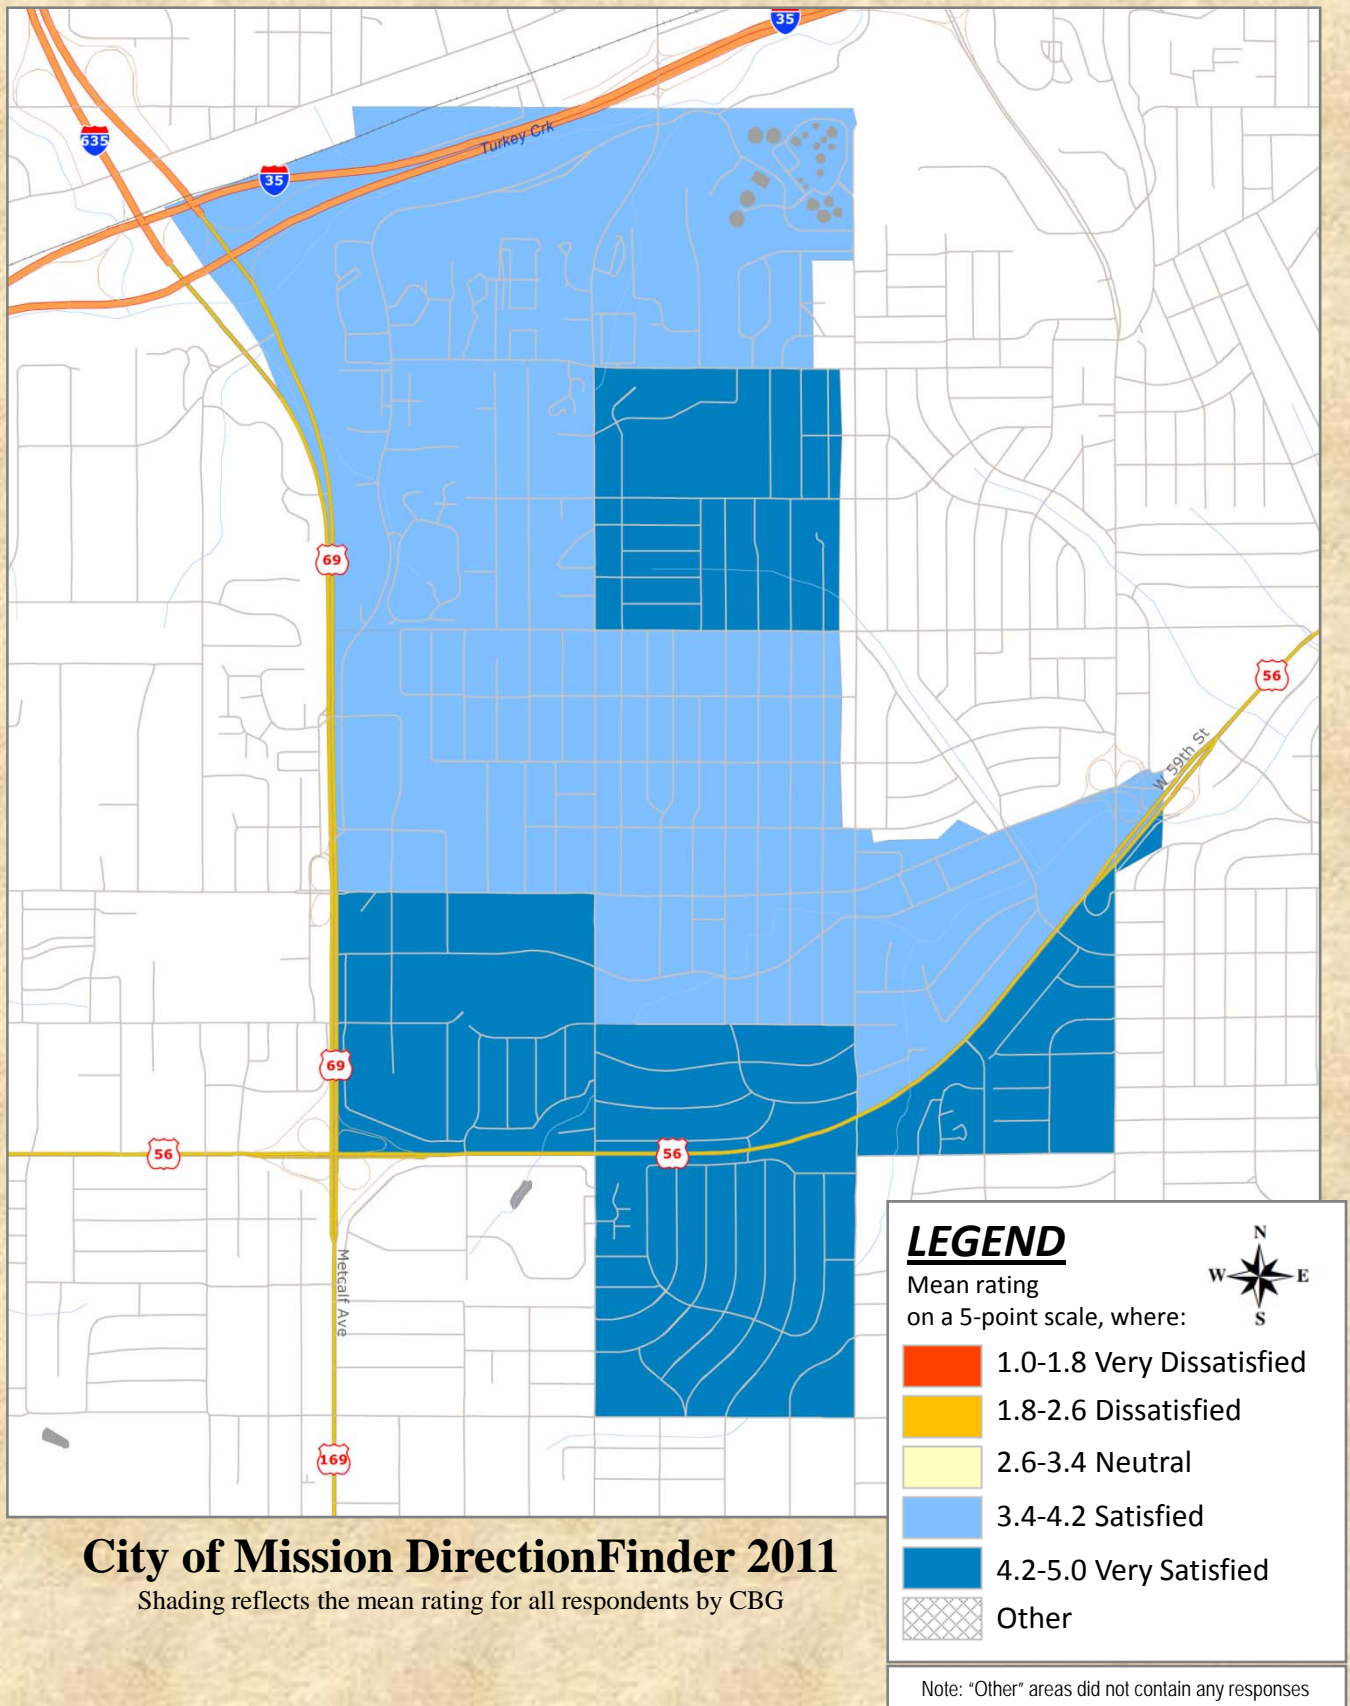 35
635
Turkey Crk
35
69
56
W 59th St
69
56
56
Metcalf Ave
169
LEGEND
N
W E
S
Mean rating
on a 5-point scale, where:
1.0-1.8 Very Dissatisfied
1.8-2.6 Dissatisfied
2.6-3.4 Neutral
3.4-4.2 Satisfied
4.2-5.0 Very Satisfied
Other
City of Mission DirectionFinder 2011
Shading reflects the mean rating for all respondents by CBG
Note: "Other" areas did not contain any responses